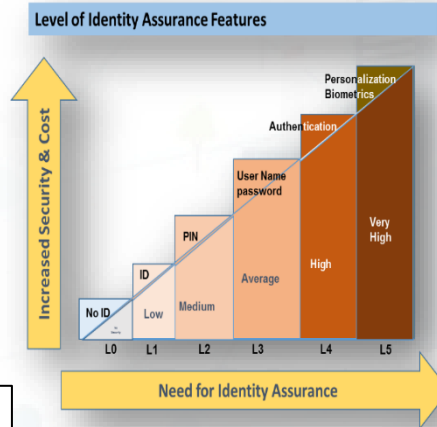 Level of Identity Assurance Features
Increased Security & Cost
Personalization
Biometrics
Authentication
User Name
password
PIN
ID
No ID
Very
High
High
Average
Medium
Low
L0 L1 L2 L3 L4 L5
Need for Identity Assurance